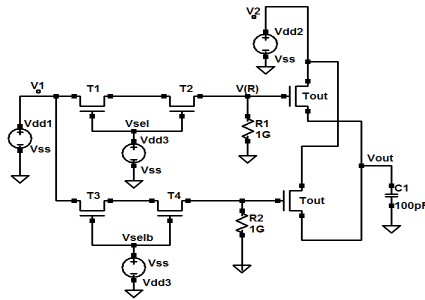 V2
Vdd2
Vss
V1
T1
T2
V(R)
Tout
Vdd1
Vsel
R1
1G
Vss
Vdd3
Vss
Vout
T3
T4
C1
Tout
100pF
R2
1G
Vselb
Vss
Vdd3